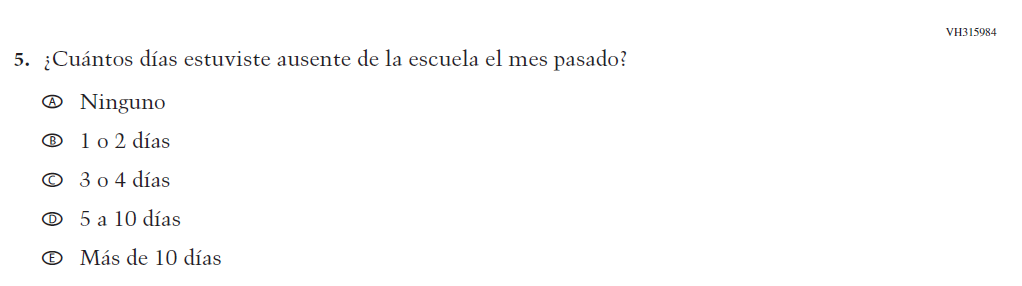 VH315984
5. ¿Cuántos días estuviste ausente de la escuela el mes pasado?
A Ninguno
B 1 o 2 días
C 3 o 4 días
D 5 a 10 días
E Más de 10 días